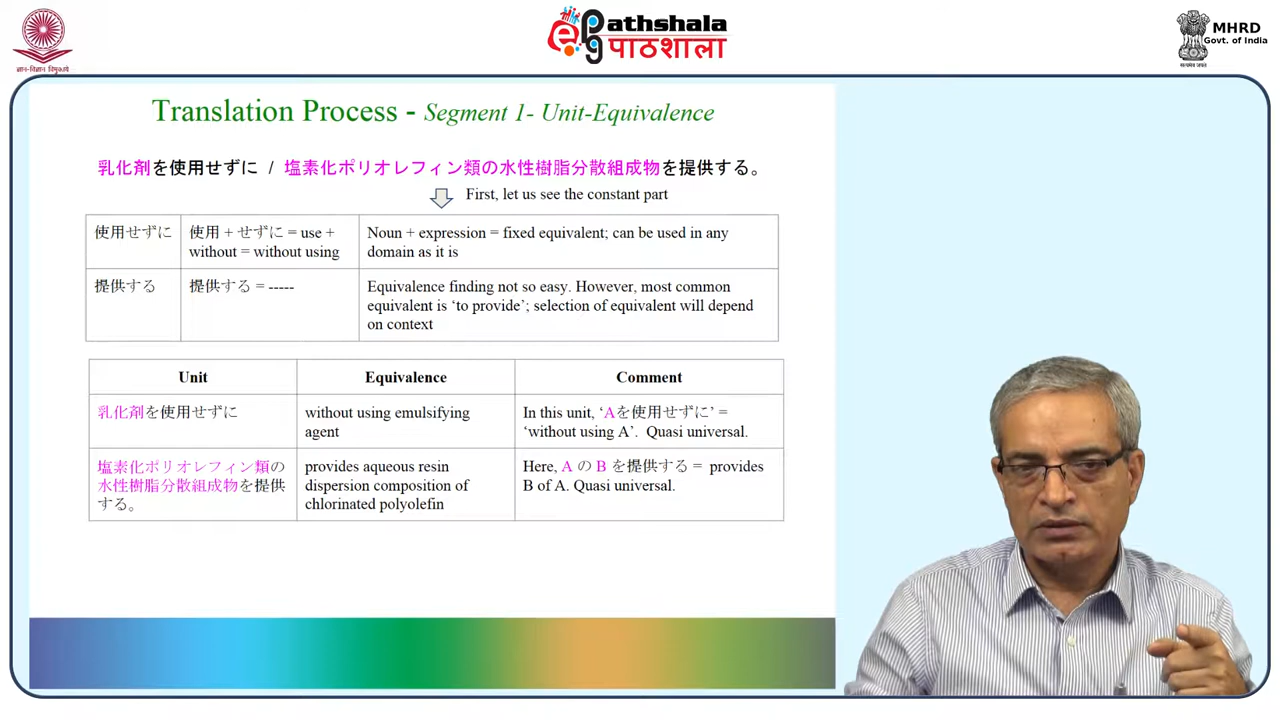 ज्ञान-विज्ञान विमुक्तये
ePathshala
पाठशाला
सत्यमेव जयते
MHRD
Govt. of India
Translation Process - Segment 1- Unit-Equivalence
乳化剤を使用せずに / 塩素化ポリオレフィン類の水性樹脂分散組成物を提供する。
First, let us see the constant part
使用せずに
使用 + せずに = use +
without = without using
Noun + expression = fixed equivalent; can be used in any
domain as it is
提供する
提供する = -----
Equivalence finding not so easy. However, most common
equivalent is ‘to provide’; selection of equivalent will depend
on context
Unit
Equivalence
Comment
乳化剤を使用せずに
without using emulsifying
agent
In this unit, ‘Aを使用せずに’ =
‘without using A’. Quasi universal.
塩素化ポリオレフィン類の
水性樹脂分散組成物を提供
する。
provides aqueous resin
dispersion composition of
chlorinated polyolefin
Here, A の B を提供する = provides
B of A. Quasi universal.